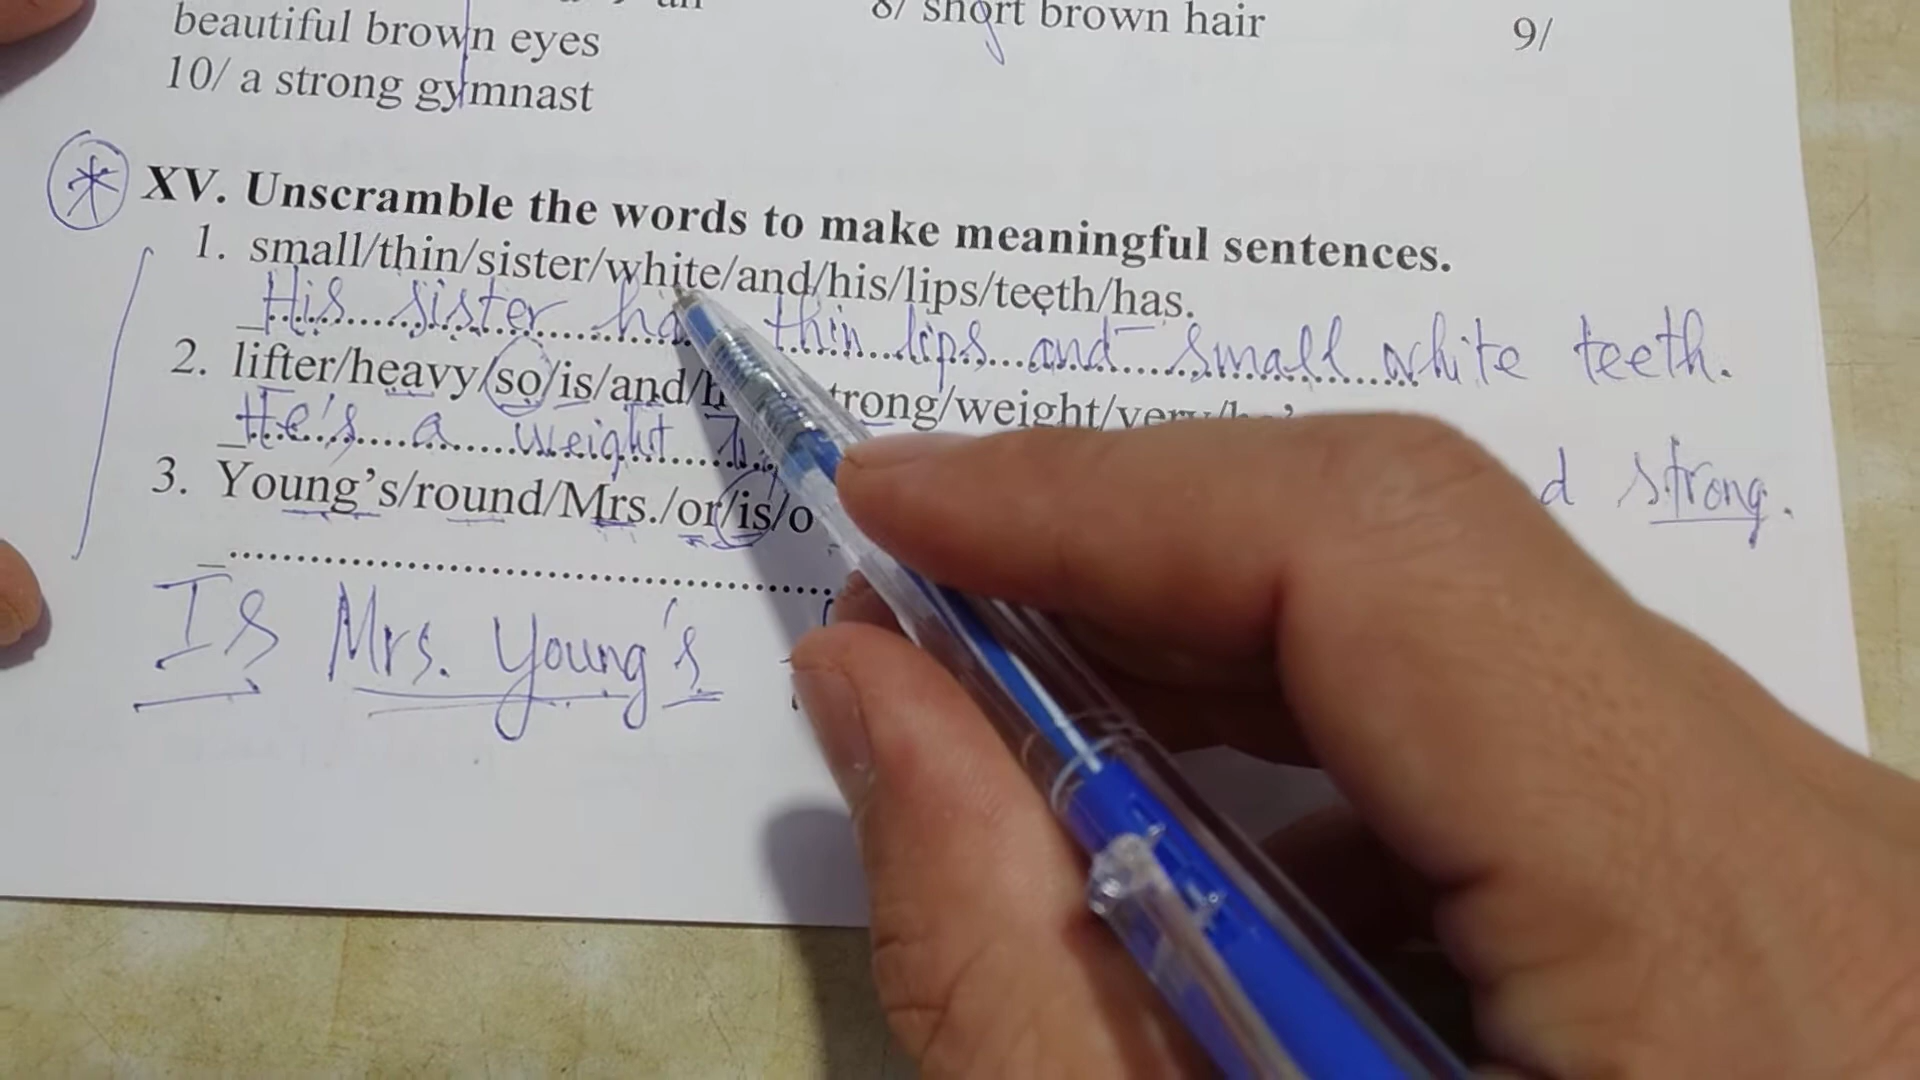 8/ short brown hair 9/
beautiful brown eyes
10/ a strong gymnast
XV. Unscramble the words to make meaningful sentences.
1. small/thin/sister/white/and/his/lips/teeth/has.
His sister thin lips and small white teeth.
2. lifter/heavy/so/is/and/ /weight/
He's a weight strong.
3. Young's/round/Mrs./or/is/
Is Mrs. Young's